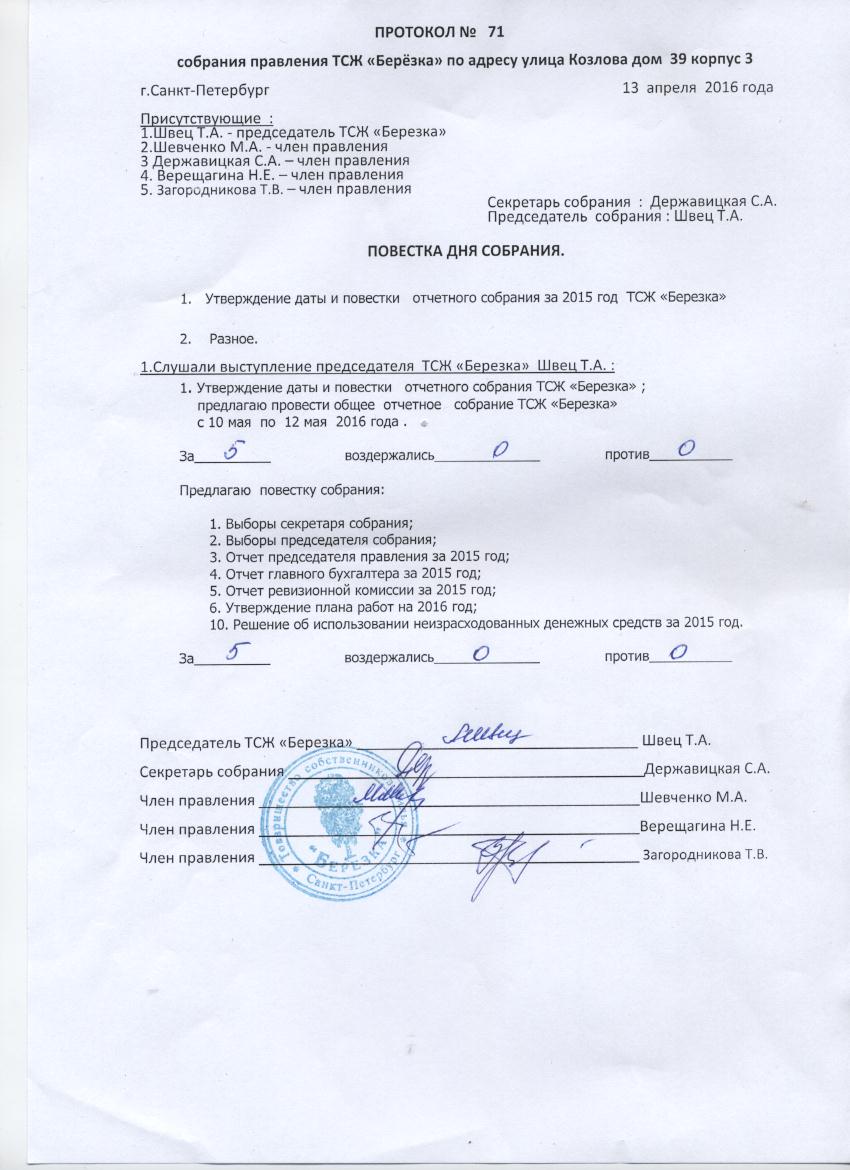 ПРОТОКОЛ № 71
собрания правления ТСЖ «Берёзка» по адресу улица Козлова дом 39 корпус 3
г.Санкт-Петербург 13 апреля 2016 года
Присутствующие :
1.Швец Т.А. - председатель ТСЖ «Березка»
2.Шевченко М.А. - член правления
3 Державицкая С.А. – член правления
4. Верещагина Н.Е. – член правления
5. Загородникова Т.В. – член правления
Секретарь собрания : Державицкая С.А.
Председатель собрания : Швец Т.А.
ПОВЕСТКА ДНЯ СОБРАНИЯ.
1. Утверждение даты и повестки отчетного собрания за 2015 год ТСЖ «Березка»
2. Разное.
1.Слушали выступление председателя ТСЖ «Березка» Швец Т.А. :
1. Утверждение даты и повестки отчетного собрания ТСЖ «Березка» ;
предлагаю провести общее отчетное собрание ТСЖ «Березка»
с 10 мая по 12 мая 2016 года .
За 5 воздержались 0 против 0
Предлагаю повестку собрания:
1. Выборы секретаря собрания;
2. Выборы председателя собрания;
3. Отчет председателя правления за 2015 год;
4. Отчет главного бухгалтера за 2015 год;
5. Отчет ревизионной комиссии за 2015 год;
6. Утверждение плана работ на 2016 год;
10. Решение об использовании неизрасходованных денежных средств за 2015 год.
За 5 воздержались 0 против 0
Председатель ТСЖ «Березка» Швец Т.А.
Секретарь собрания Державицкая С.А.
Член правления Шевченко М.А.
Член правления Верещагина Н.Е.
Член правления Загородникова Т.В.
Товарищество собственников жилья
"БЕРЕЗКА"
Санкт-Петербург